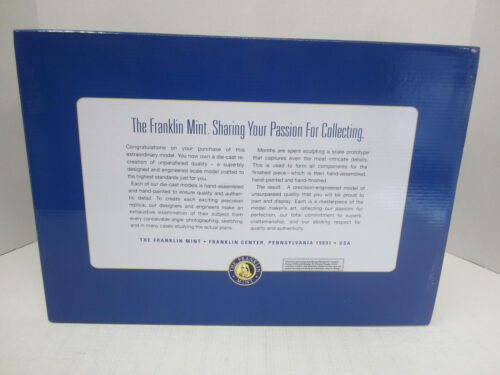 The Franklin Mint. Sharing Your Passion For Collecting.
Congratulations on your purchase of this
extraordinary model. You now own a die-cast re-
creation of unparalleled quality – a superbly
designed and engineered scale model crafted to
the highest standards just for you.
Each of our die-cast models is hand-assembled
and hand-painted to ensure quality and authen-
tic detail. To create each exciting precision
replica, our designers and engineers make an
exhaustive examination of their subject from
every conceivable angle: photographing, sketching
and in many cases studying the actual plans.
Months are spent sculpting a scale prototype
that captures even the most intricate details.
This is used to form all components for the
finished piece – which is then hand-assembled,
hand-painted and hand-finished.
The result: A precision-engineered model of
unsurpassed quality that you will be proud to
own and display. Each is a masterpiece of the
model maker's art, reflecting our passion for
perfection, our total commitment to superb
craftsmanship, and our abiding respect for
quality and authenticity.
THE FRANKLIN MINT • FRANKLIN CENTER, PENNSYLVANIA 19091 • USA
THE FRANKLIN
MINT